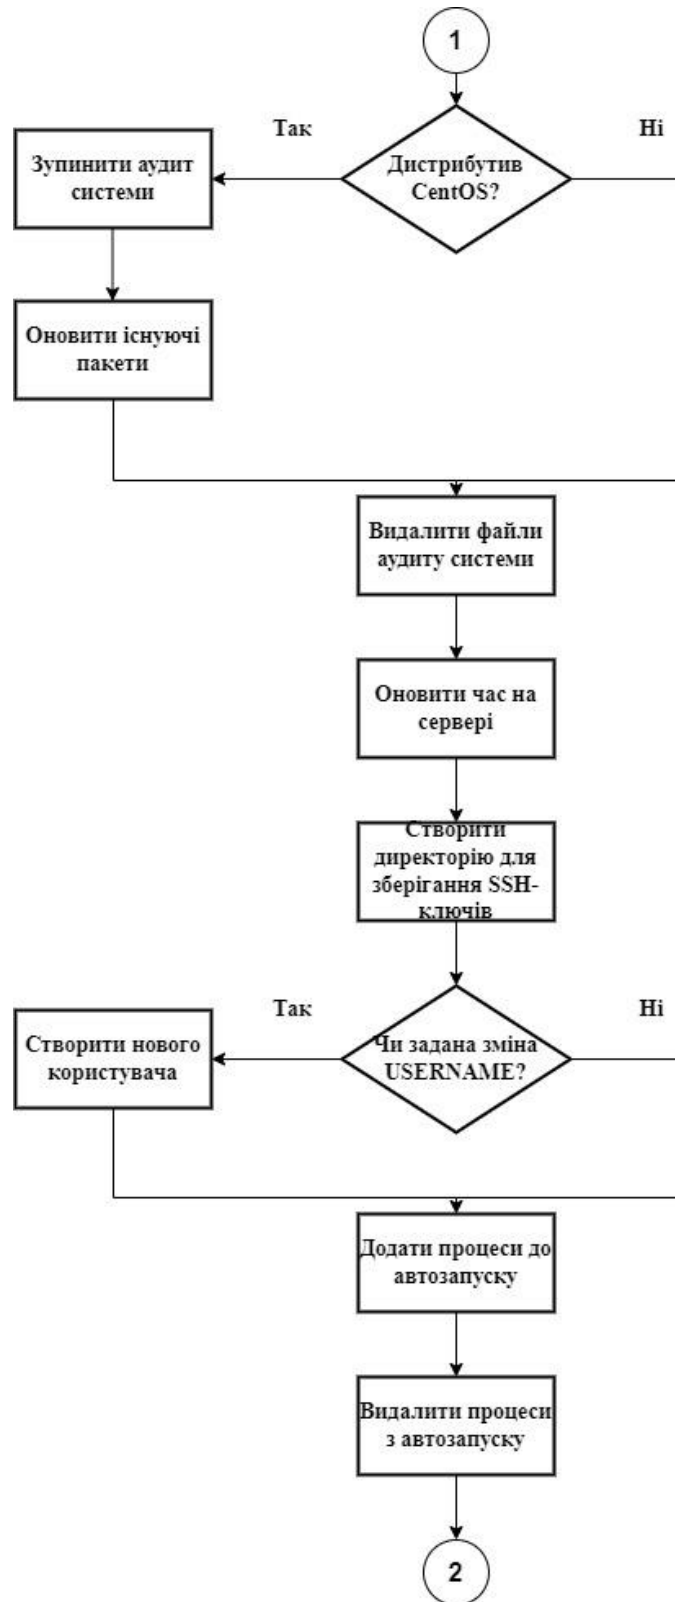 1
Так
Ні
Дистрибутив
CentOS?
Зупинити аудит
системи
Оновити існуючі
пакети
Видалити файли
аудиту системи
Оновити час на
сервері
Створити
директорію для
зберігання SSH-
ключів
Так
Ні
Чи задана зміна
USERNAME?
Створити нового
користувача
Додати процеси до
автозапуску
Видалити процеси
з автозапуску
2